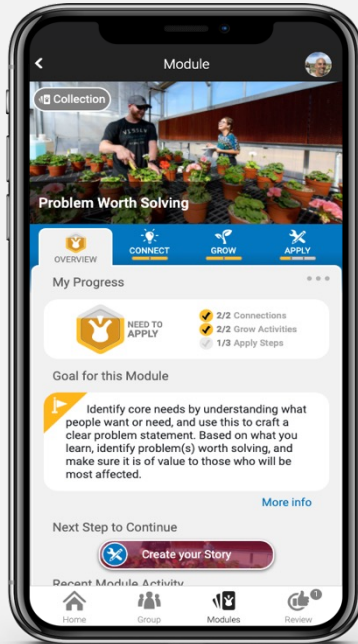 Module
Collection
Problem Worth Solving
OVERVIEW
CONNECT
GROW
APPLY
My Progress
NEED TO
APPLY
2/2 Connections
2/2 Grow Activities
1/3 Apply Steps
Goal for this Module
Identify core needs by understanding what
people want or need, and use this to craft a
clear problem statement. Based on what you
learn, identify problem(s) worth solving, and
make sure it is of value to those who will be
most affected.
More info
Next Step to Continue
Create your Story
Recent Module Activity
Home
Group
Modules
Review
1